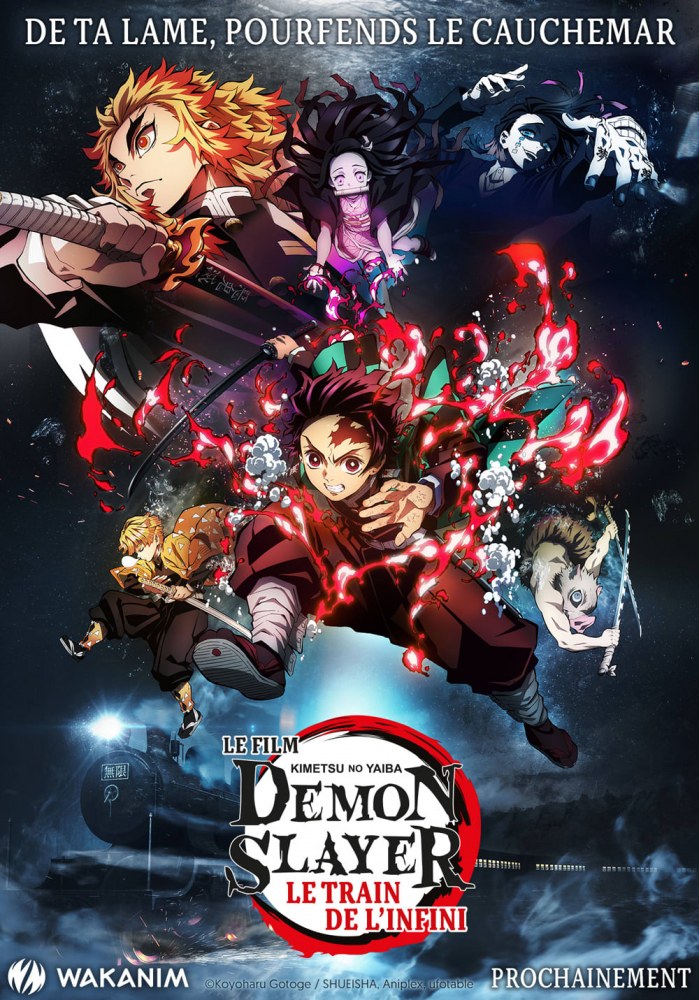 DE TA LAME, POURFENDS LE CAUCHEMAR
無限
LE FILM
KIMETSU NO YAIBA
DEMON
SLAYER
LE TRAIN
DE L'INFINI
WAKANIM
©Koyoharu Gotoge / SHUEISHA, Aniplex, ufotable
PROCHAINEMENT